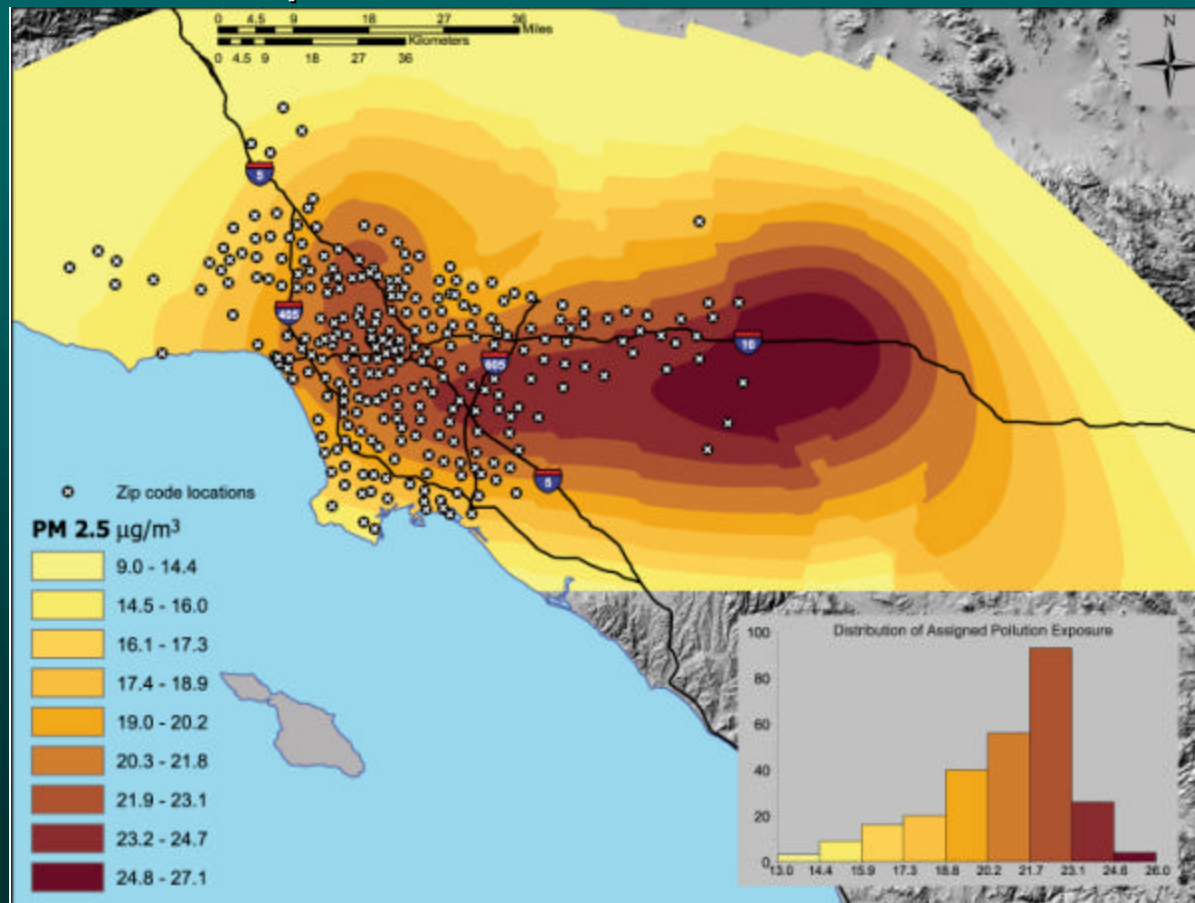 0 4.5 9 18 27 36
Miles
Kilometers
0 4.5 9 18 27 36
N
5
405
605
10
5
Zip code locations
PM 2.5 µg/m³
9.0 - 14.4
14.5 - 16.0
16.1 - 17.3
17.4 - 18.9
19.0 - 20.2
20.3 - 21.8
21.9 - 23.1
23.2 - 24.7
24.8 - 27.1
Distribution of Assigned Pollution Exposure
100
80
60
40
20
0
13.0 14.4 15.9 17.3 18.8 20.2 21.7 23.1 24.6 26.0